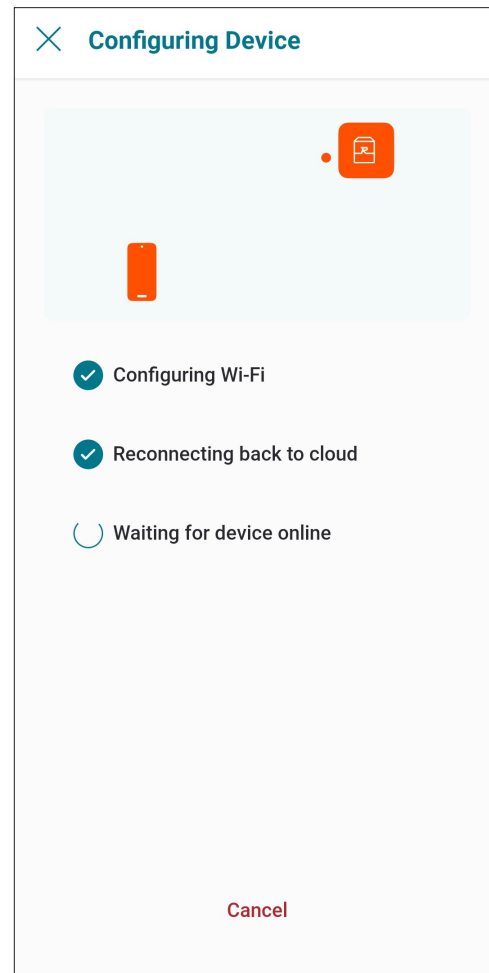 Configuring Device
Configuring Wi-Fi
Reconnecting back to cloud
Waiting for device online
Cancel